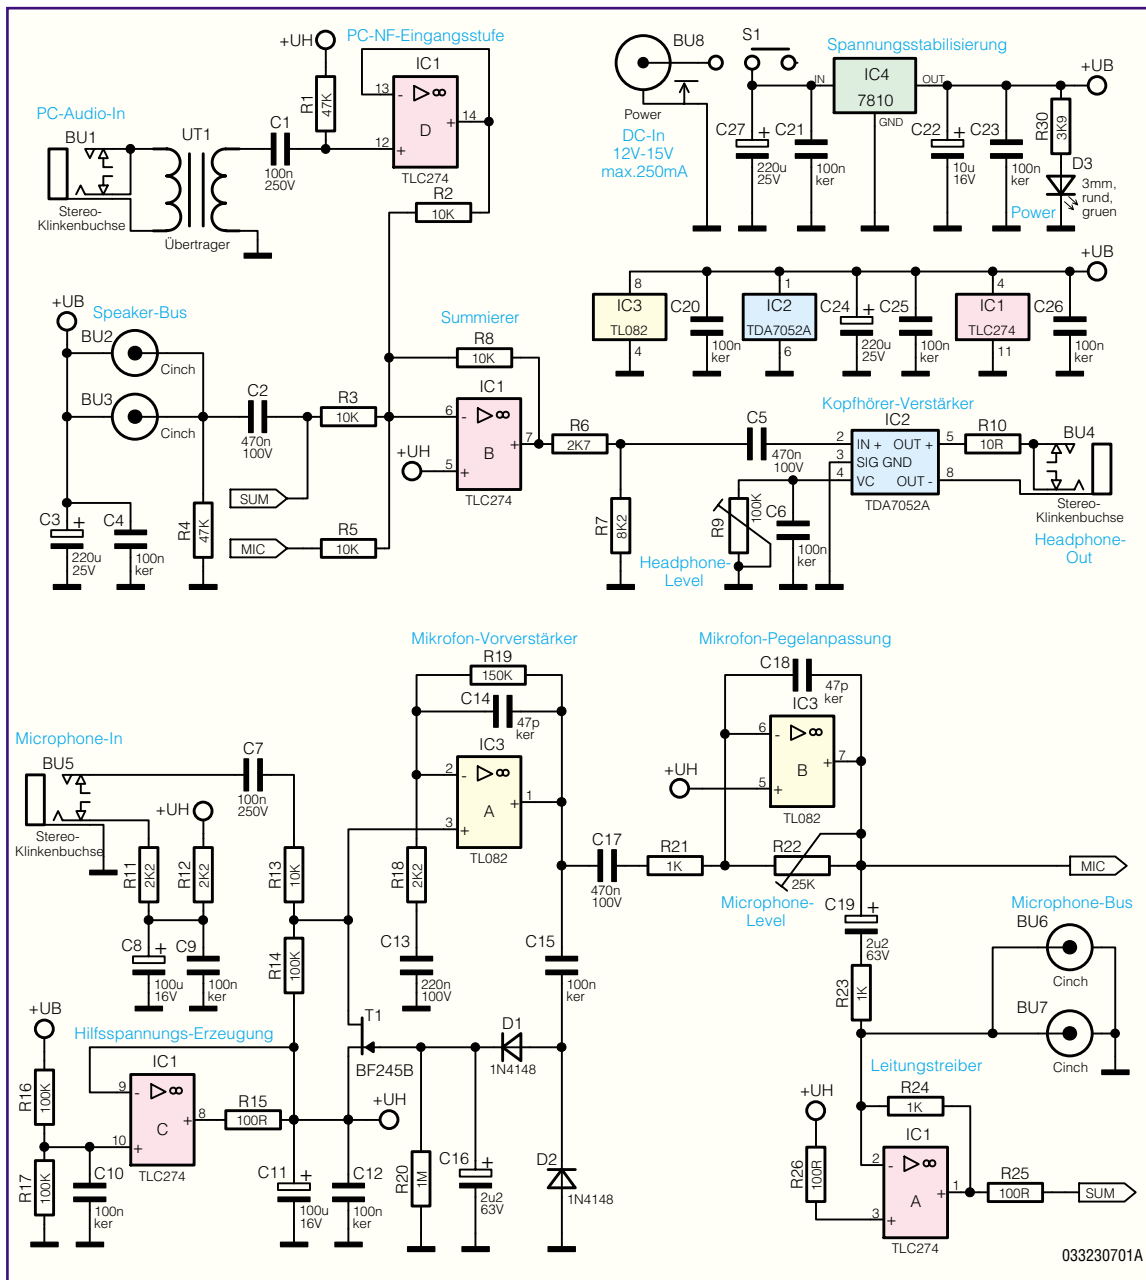 PC-NF-Eingangsstufe
+UH
IC1
R1
47K
13
-
D
+
14
12
+
TLC274
PC-Audio-In
BU1
UT1
C1
100n
250V
Stereo-
Klinkenbuchse
Übertrager
R2
10K
BU8
S1
Power
DC-In
12V-15V
max.250mA
Spannungsstabilisierung
IN
IC4
7810
OUT
GND
+UB
C27
+
220u
25V
C21
100n
ker
C22
+
10u
16V
C23
100n
ker
R30
3K9
D3
3mm,
rund,
gruen
Power
+UB
8
IC3
TL082
4
C20
100n
ker
1
IC2
TDA7052A
6
C24
+
220u
25V
C25
100n
ker
4
IC1
TLC274
11
C26
100n
ker
+UB
Speaker-Bus
BU2
Cinch
BU3
Cinch
C2
470n
100V
R3
10K
SUM
MIC
R5
10K
C3
+
220u
25V
C4
100n
ker
R4
47K
Summierer
R8
10K
IC1
6
-
B
+
7
5
+
TLC274
+UH
R6
2K7
R7
8K2
C5
470n
100V
Kopfhörer-Verstärker
IC2
2
IN +
OUT +
5
3
SIG GND
4
VC
OUT -
8
TDA7052A
R10
10R
BU4
Stereo-
Klinkenbuchse
Headphone-
Out
R9
100K
C6
100n
ker
Headphone-
Level
Mikrofon-Vorverstärker
R19
150K
C14
47p
ker
IC3
2
-
A
+
1
3
+
TL082
Mikrofon-Pegelanpassung
C18
47p
ker
IC3
6
-
B
+
7
5
+
TL082
+UH
Microphone-In
BU5
Stereo-
Klinkenbuchse
C7
100n
250V
+UH
R11
2K2
R12
2K2
R13
10K
R14
100K
C8
+
100u
16V
C9
100n
ker
R18
2K2
C13
220n
100V
C17
470n
100V
R21
1K
R22
25K
Microphone-
Level
MIC
C15
100n
ker
C19
+
2u2
63V
R23
1K
Microphone-Bus
BU6
Cinch
BU7
Cinch
+UB
Hilfsspannungs-Erzeugung
IC1
9
-
C
+
8
10
+
TLC274
R16
100K
R17
100K
C10
100n
ker
R15
100R
C11
+
100u
16V
C12
100n
ker
T1
BF245B
+UH
R20
1M
C16
+
2u2
63V
D1
1N4148
D2
1N4148
Leitungstreiber
R24
1K
+UH
R26
100R
IC1
2
-
A
+
1
3
+
TLC274
R25
100R
SUM
033230701A